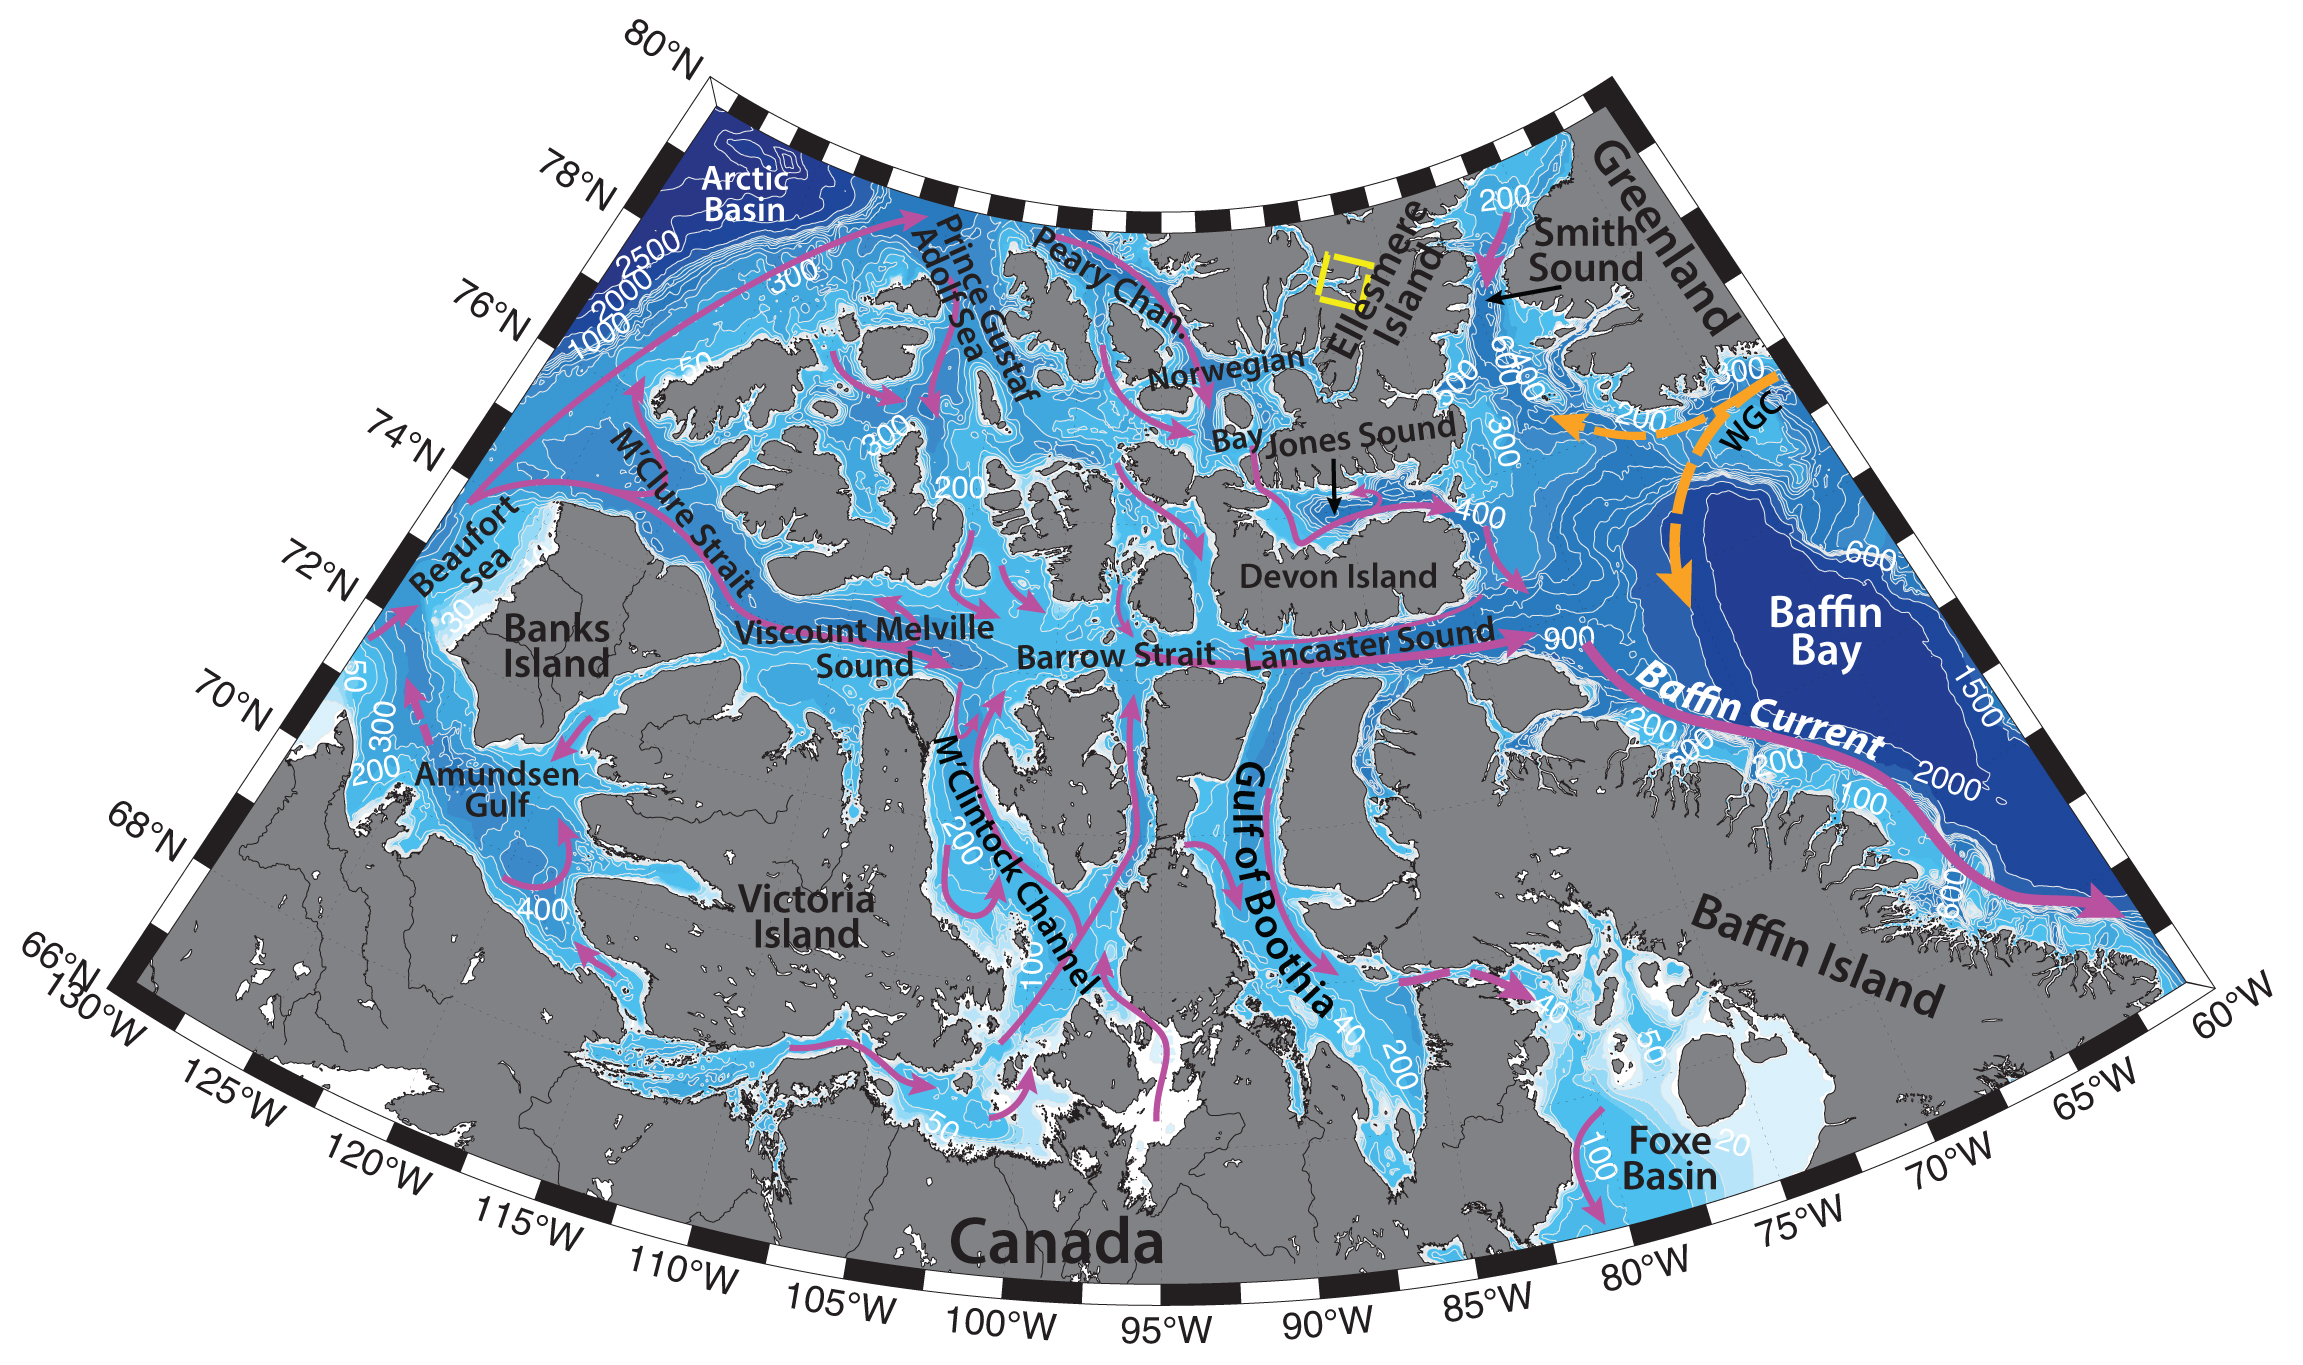 80°N
78°N
76°N
74°N
72°N
70°N
68°N
66°N
130°W
125°W
120°W
115°W
110°W
105°W
100°W
95°W
90°W
85°W
80°W
75°W
70°W
65°W
60°W
Arctic
Basin
2500
2000
1000
300
50
Prince Gustaf
Adolf Sea
Peary Chan.
Ellesmere
Island
200
Smith
Sound
Greenland
Norwegian
Bay
Jones Sound
600
400
500
300
200
300
WGC
M'Clure Strait
300
200
400
600
Beaufort
Sea
30
Banks
Island
Devon Island
Viscount Melville
Sound
Barrow Strait
Lancaster Sound
900
Baffin
Bay
1500
Baffin Current
200
200
200
2000
100
600
50
300
200
Amundsen
Gulf
400
Victoria
Island
M'Clintock Channel
200
100
Gulf of Boothia
40
200
40
50
Baffin Island
50
Canada
100
Foxe
Basin
20